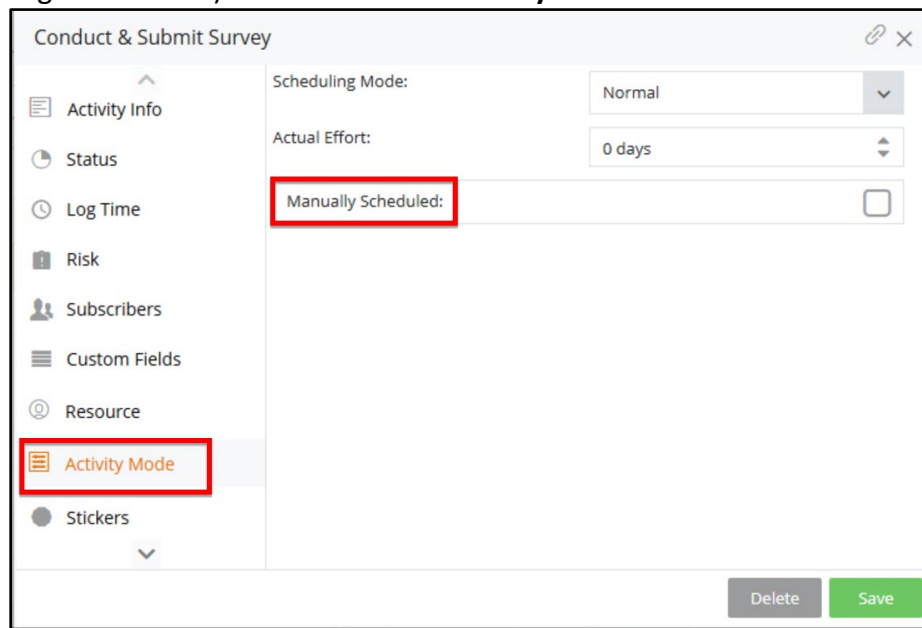 Conduct & Submit Survey
Activity Info
Status
Log Time
Risk
Subscribers
Custom Fields
Resource
Activity Mode
Stickers
Scheduling Mode:
Normal
Actual Effort:
0 days
Manually Scheduled:
Delete
Save